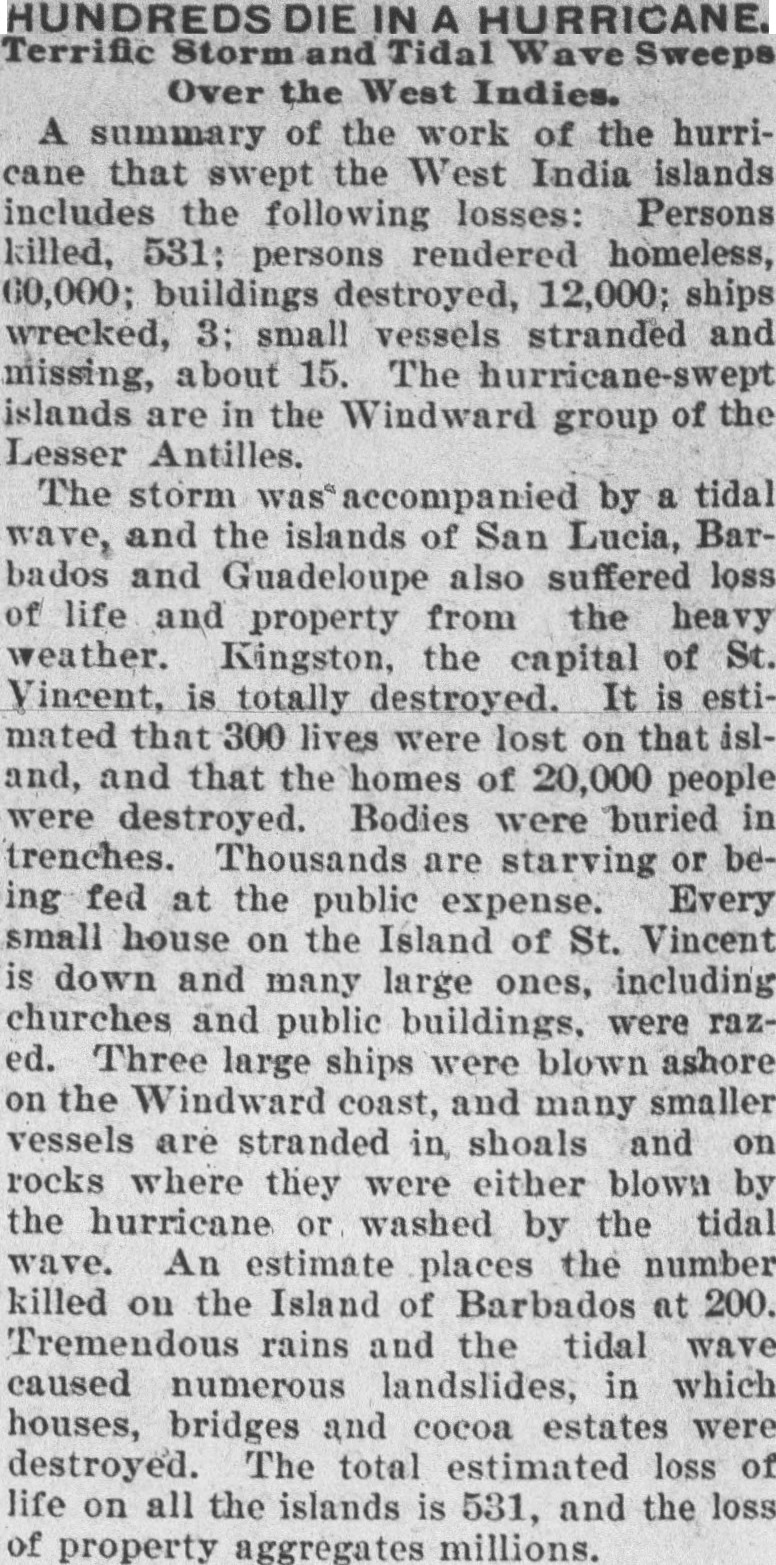 HUNDREDS DIE IN A HURRICANE.
Terrific Storm and Tidal Wave Sweeps
Over the West Indies.
A summary of the work of the hurri-
cane that swept the West India islands
includes the following losses: Persons
killed, 531; persons rendered homeless,
60,000; buildings destroyed, 12,000; ships
wrecked, 3; small vessels stranded and
missing, about 15. The hurricane-swept
islands are in the Windward group of the
Lesser Antilles.
The storm was accompanied by a tidal
wave, and the islands of San Lucia, Bar-
bados and Guadeloupe also suffered loss
of life and property from the heavy
weather. Kingston, the capital of St.
Vincent, is totally destroyed. It is esti-
mated that 300 lives were lost on that isl-
and, and that the homes of 20,000 people
were destroyed. Bodies were buried in
trenches. Thousands are starving or be-
ing fed at the public expense. Every
small house on the Island of St. Vincent
is down and many large ones, including
churches and public buildings, were raz-
ed. Three large ships were blown ashore
on the Windward coast, and many smaller
vessels are stranded in shoals and on
rocks where they were either blown by
the hurricane or washed by the tidal
wave. An estimate places the number
killed on the Island of Barbados at 200.
Tremendous rains and the tidal wave
caused numerous landslides, in which
houses, bridges and cocoa estates were
destroyed. The total estimated loss of
life on all the islands is 531, and the loss
of property aggregates millions.